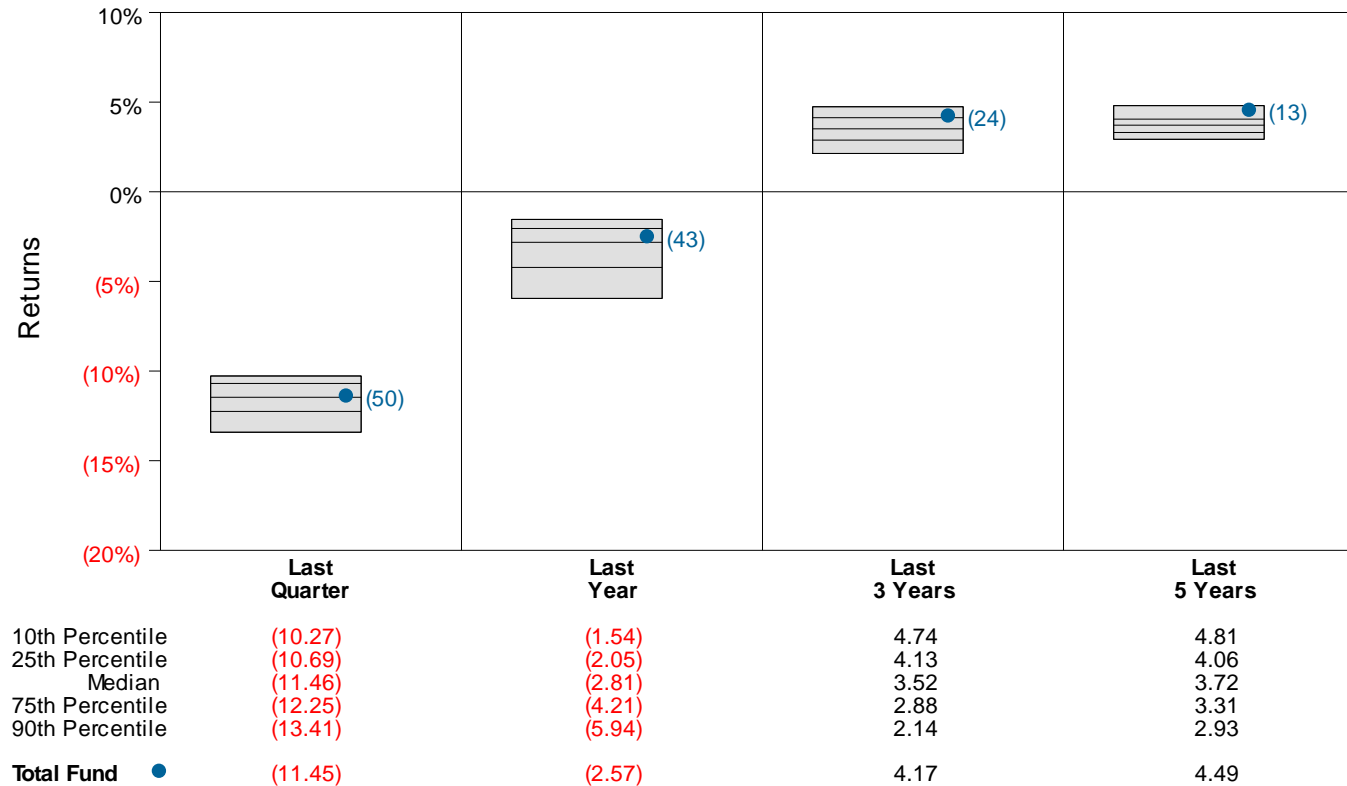 10%
5%
0%
(5%)
(10%)
(15%)
(20%)
Returns
(50)
(43)
(24)
(13)
Last Quarter
Last Year
Last 3 Years
Last 5 Years
10th Percentile (10.27) (1.54) 4.74 4.81
25th Percentile (10.69) (2.05) 4.13 4.06
Median (11.46) (2.81) 3.52 3.72
75th Percentile (12.25) (4.21) 2.88 3.31
90th Percentile (13.41) (5.94) 2.14 2.93
Total Fund (11.45) (2.57) 4.17 4.49